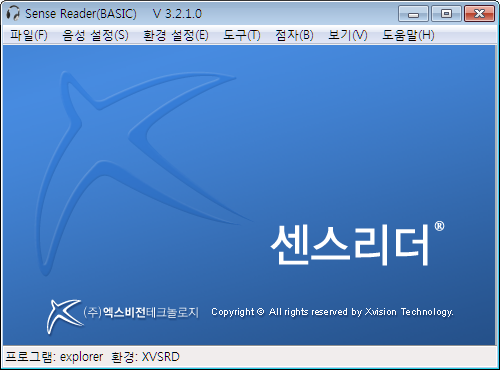 Sense Reader(BASIC) V 3.2.1.0
파일(F) 음성 설정(S) 환경 설정(E) 도구(T) 점자(B) 보기(V) 도움말(H)
센스리더®
(주)엑스비전테크놀로지 Copyright © All rights reserved by Xvision Technology.
프로그램: explorer 환경: XVSRD